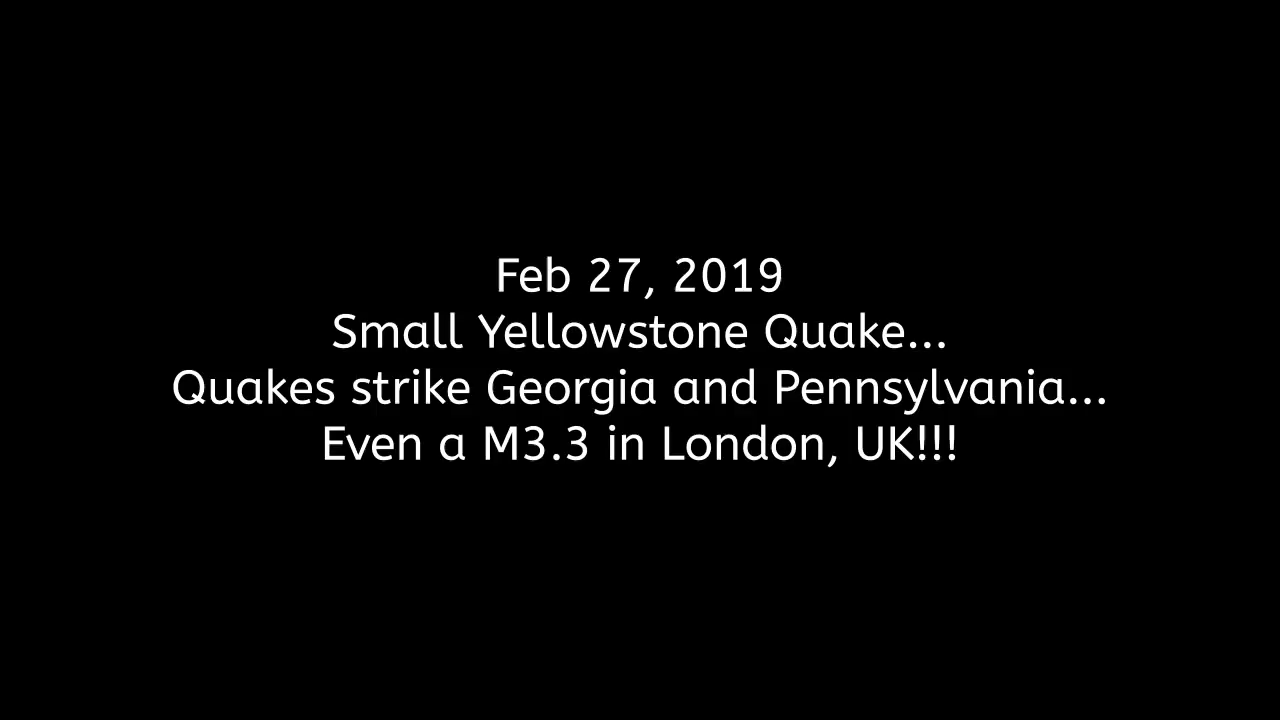 Feb 27, 2019
Small Yellowstone Quake...
Quakes strike Georgia and Pennsylvania...
Even a M3.3 in London, UK!!!